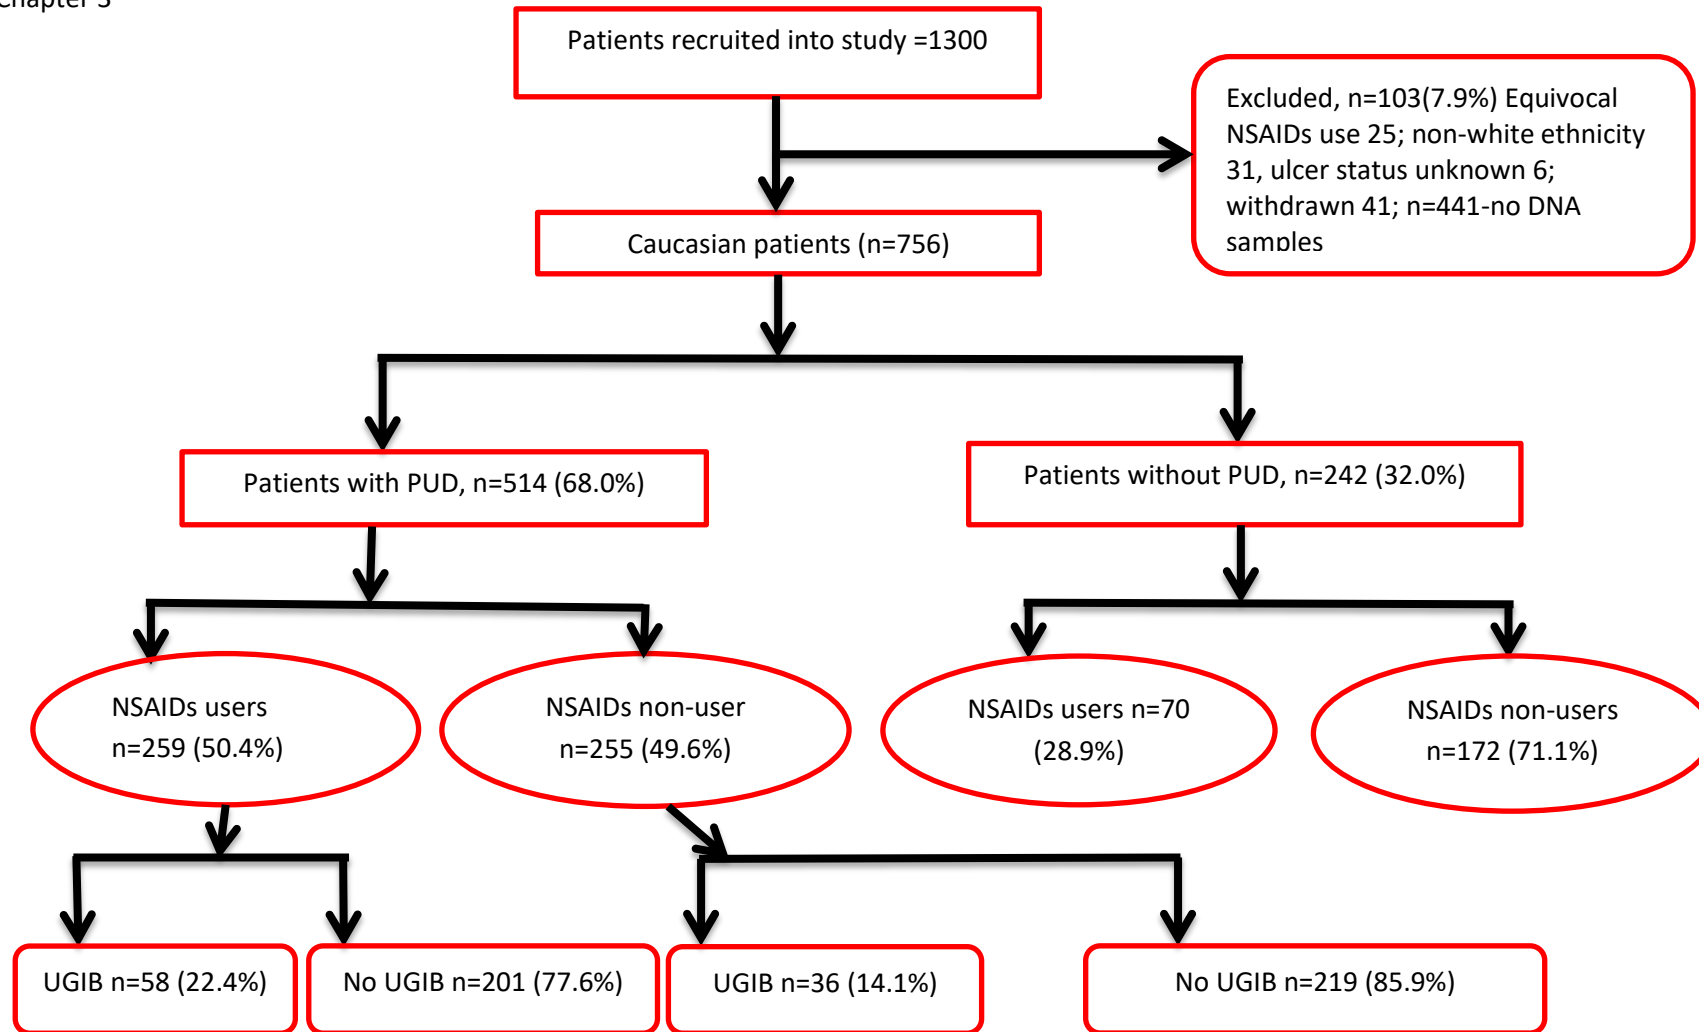 Chapter 3
Patients recruited into study =1300
Excluded, n=103(7.9%) Equivocal
NSAIDs use 25; non-white ethnicity
31, ulcer status unknown 6;
withdrawn 41; n=441-no DNA
samples
Caucasian patients (n=756)
Patients with PUD, n=514 (68.0%)
Patients without PUD, n=242 (32.0%)
NSAIDs users
n=259 (50.4%)
NSAIDs non-user
n=255 (49.6%)
NSAIDs users n=70
(28.9%)
NSAIDs non-users
n=172 (71.1%)
UGIB n=58 (22.4%)
No UGIB n=201 (77.6%)
UGIB n=36 (14.1%)
No UGIB n=219 (85.9%)